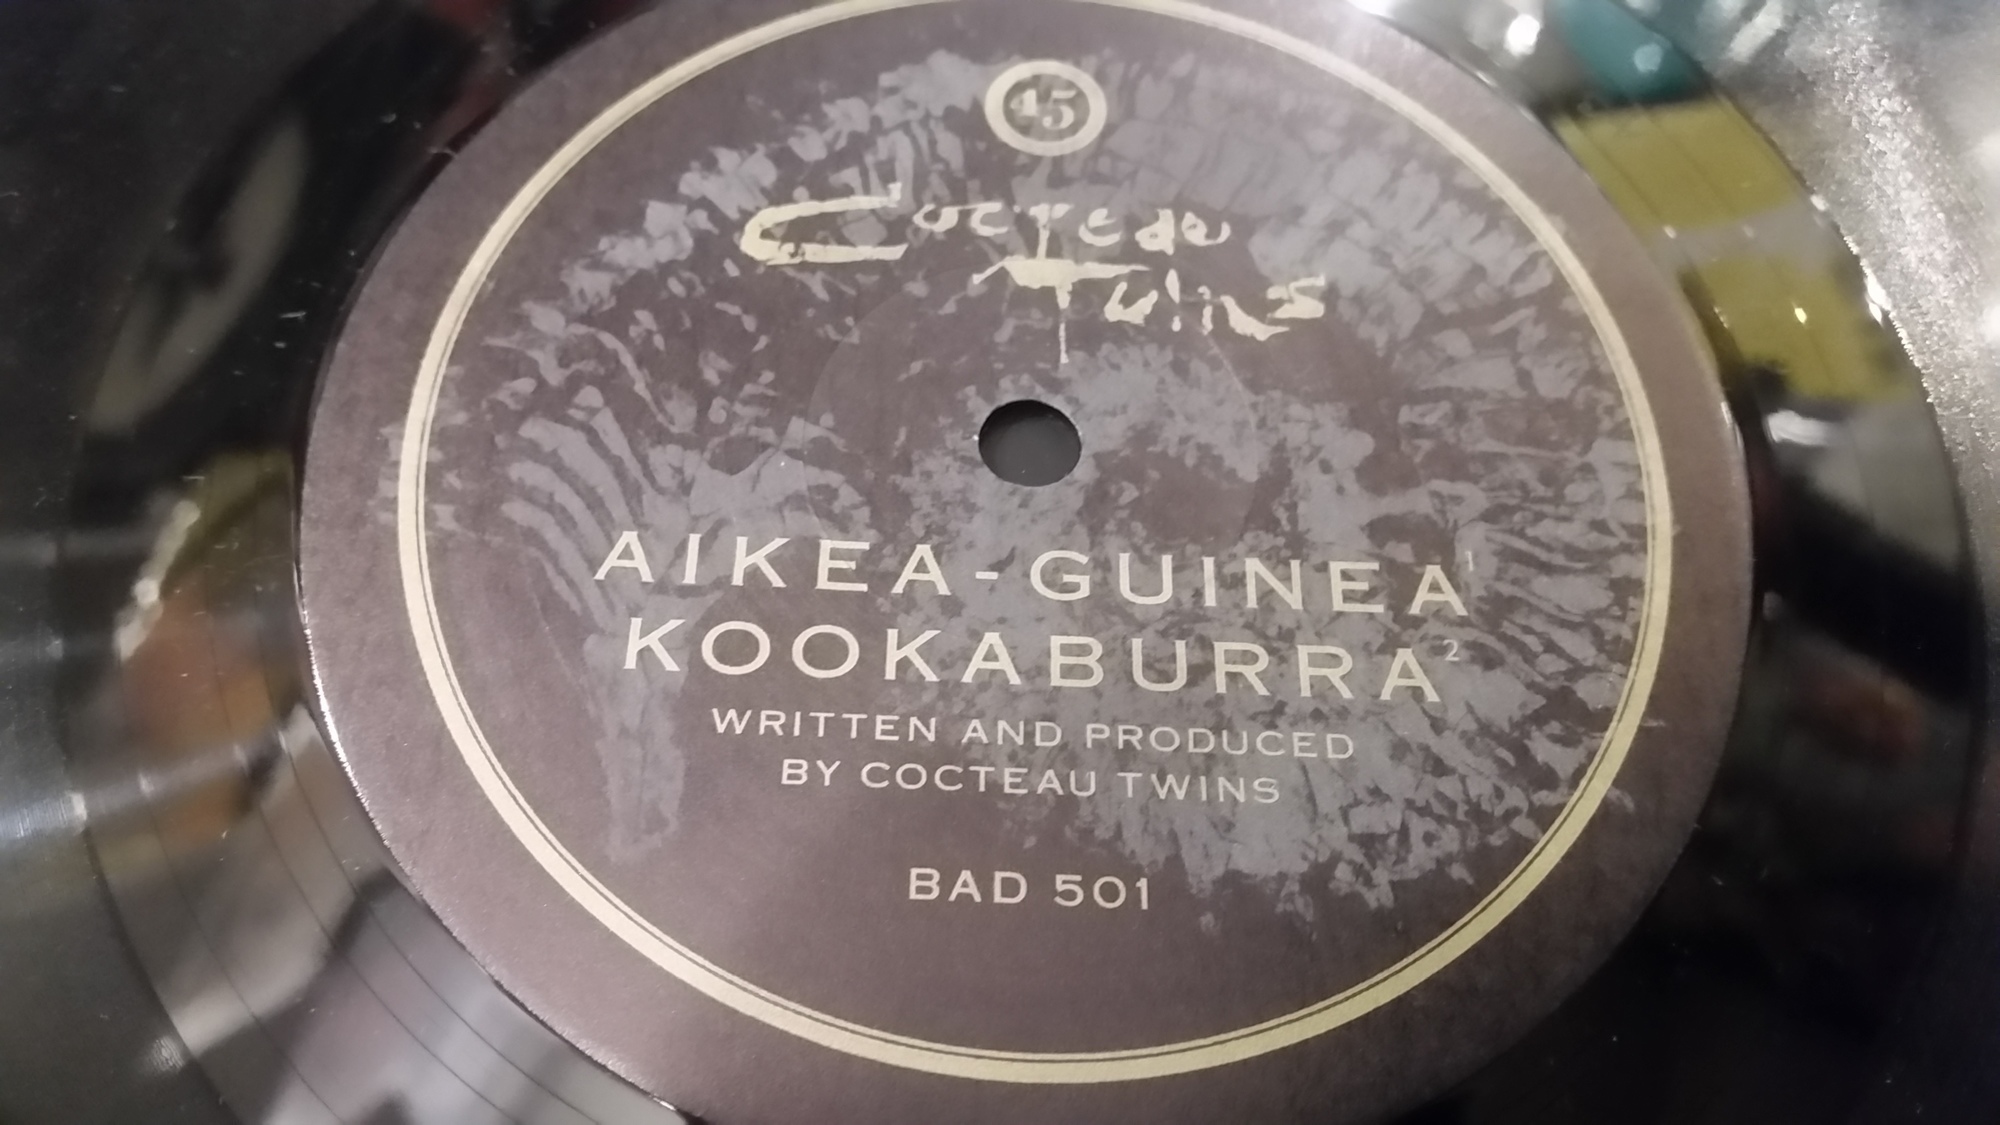 45
Cocteau
Twins
AIKEA-GUINEA¹
KOOKABURRA²
WRITTEN AND PRODUCED
BY COCTEAU TWINS
BAD 501